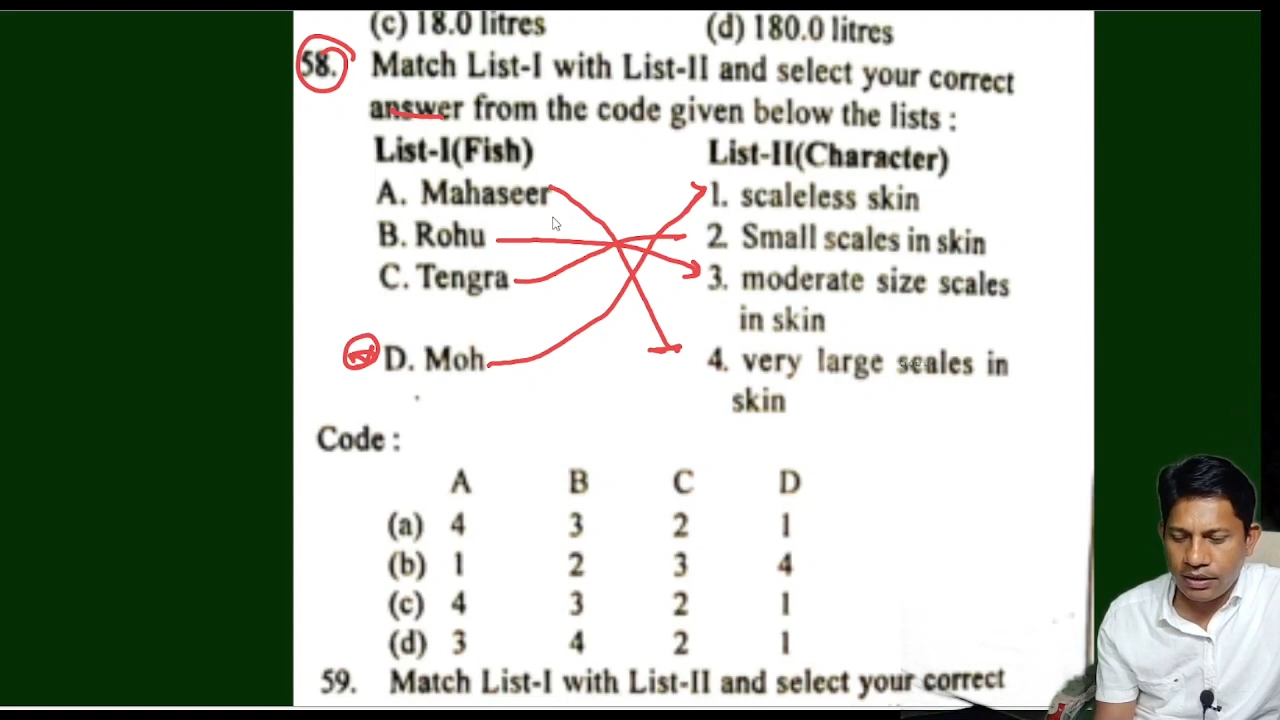 (c) 18.0 litres (d) 180.0 litres
58. Match List-I with List-II and select your correct
answer from the code given below the lists :
List-I(Fish) List-II(Character)
A. Mahaseer 1. scaleless skin
B. Rohu 2. Small scales in skin
C. Tengra 3. moderate size scales
in skin
D. Moh 4. very large scales in
skin
Code :
A B C D
(a) 4 3 2 1
(b) 1 2 3 4
(c) 4 3 2 1
(d) 3 4 2 1
59. Match List-I with List-II and select your correct